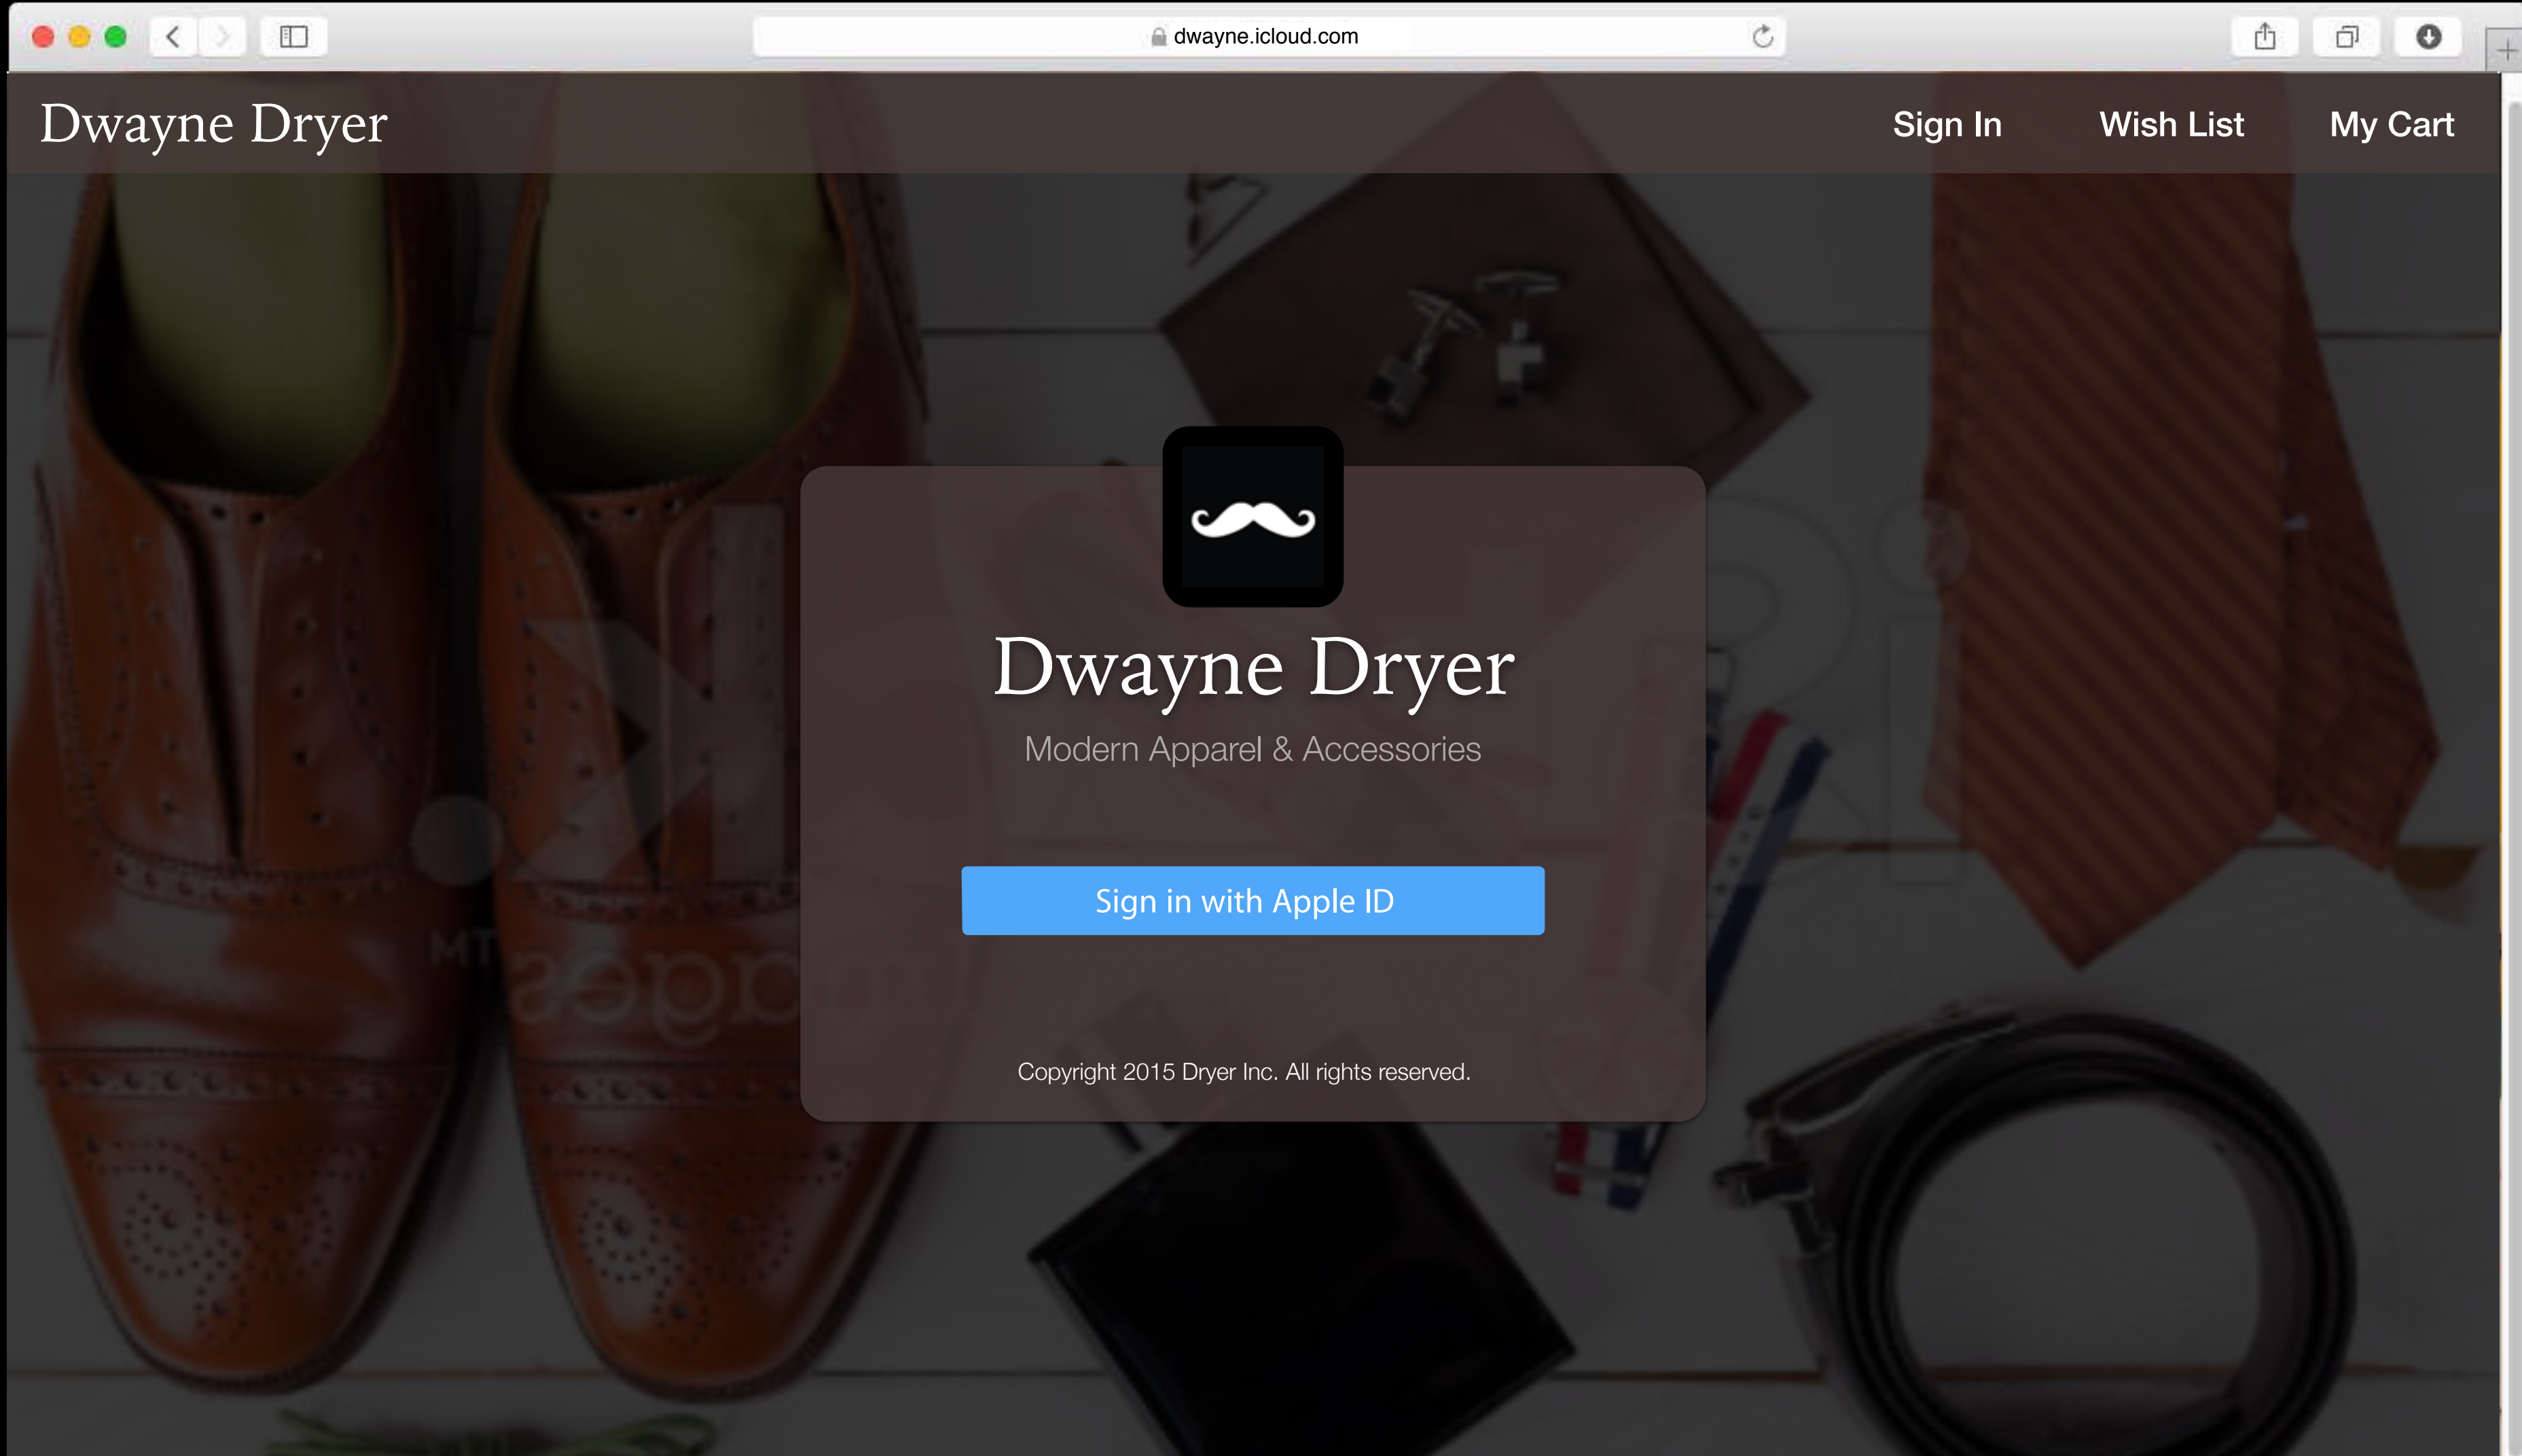 dwayne.icloud.com
Dwayne Dryer
Sign In
Wish List
My Cart
Dwayne Dryer
Modern Apparel & Accessories
Sign in with Apple ID
Copyright 2015 Dryer Inc. All rights reserved.